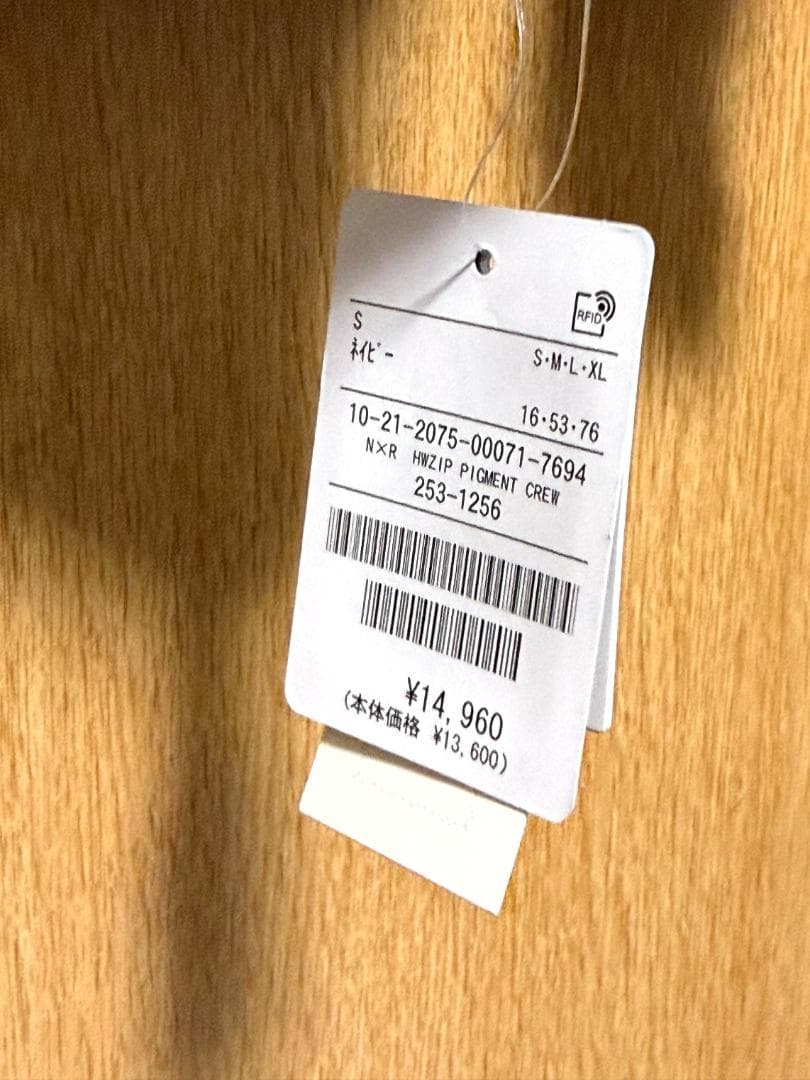 RFID
S
ﾈｲﾋﾞｰ
S・M・L・XL
16・53・76
10-21-2075-00071-7694
N×R HWZIP PIGMENT CREW
253-1256
¥14,960
(本体価格 ¥13,600)